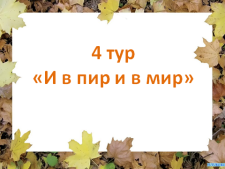 4 тур
«И в пир и в мир»